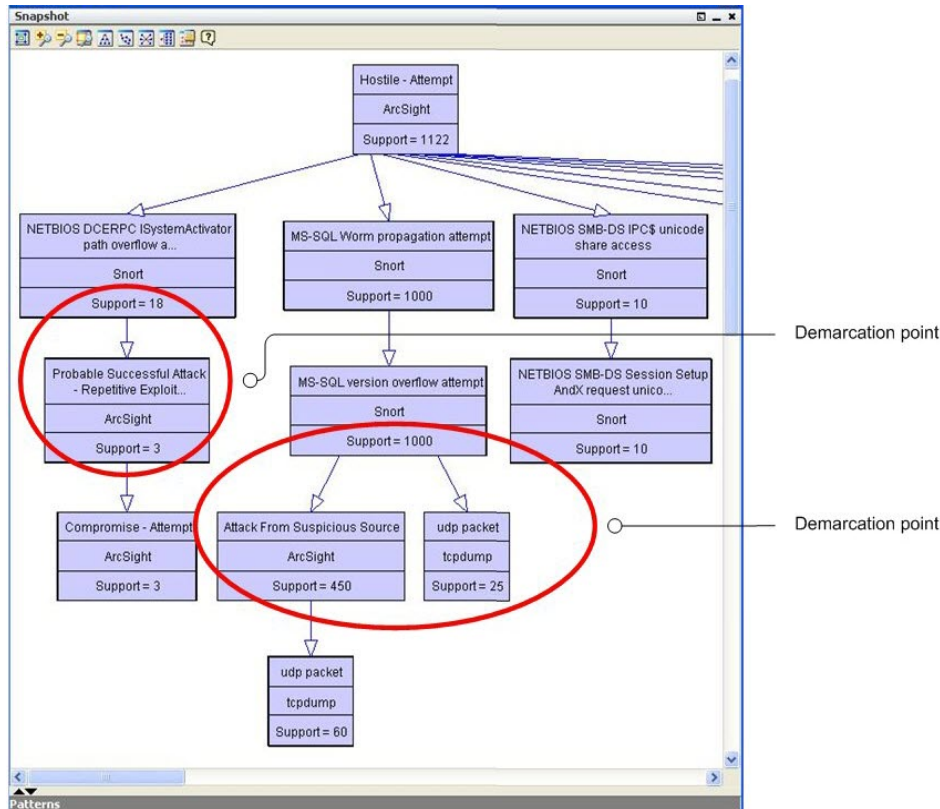 Snapshot
Hostile - Attempt
ArcSight
Support = 1122
NETBIOS DCERPC ISystemActivator
path overflow a...
Snort
Support = 18
MS-SQL Worm propagation attempt
Snort
Support = 1000
NETBIOS SMB-DS IPC$ unicode
share access
Snort
Support = 10
Demarcation point
Probable Successful Attack
- Repetitive Exploit...
ArcSight
Support = 3
MS-SQL version overflow attempt
Snort
Support = 1000
NETBIOS SMB-DS Session Setup
AndX request unico...
Snort
Support = 10
Demarcation point
Compromise - Attempt
ArcSight
Support = 3
Attack From Suspicious Source
ArcSight
Support = 450
udp packet
tcpdump
Support = 25
udp packet
tcpdump
Support = 60
Patterns